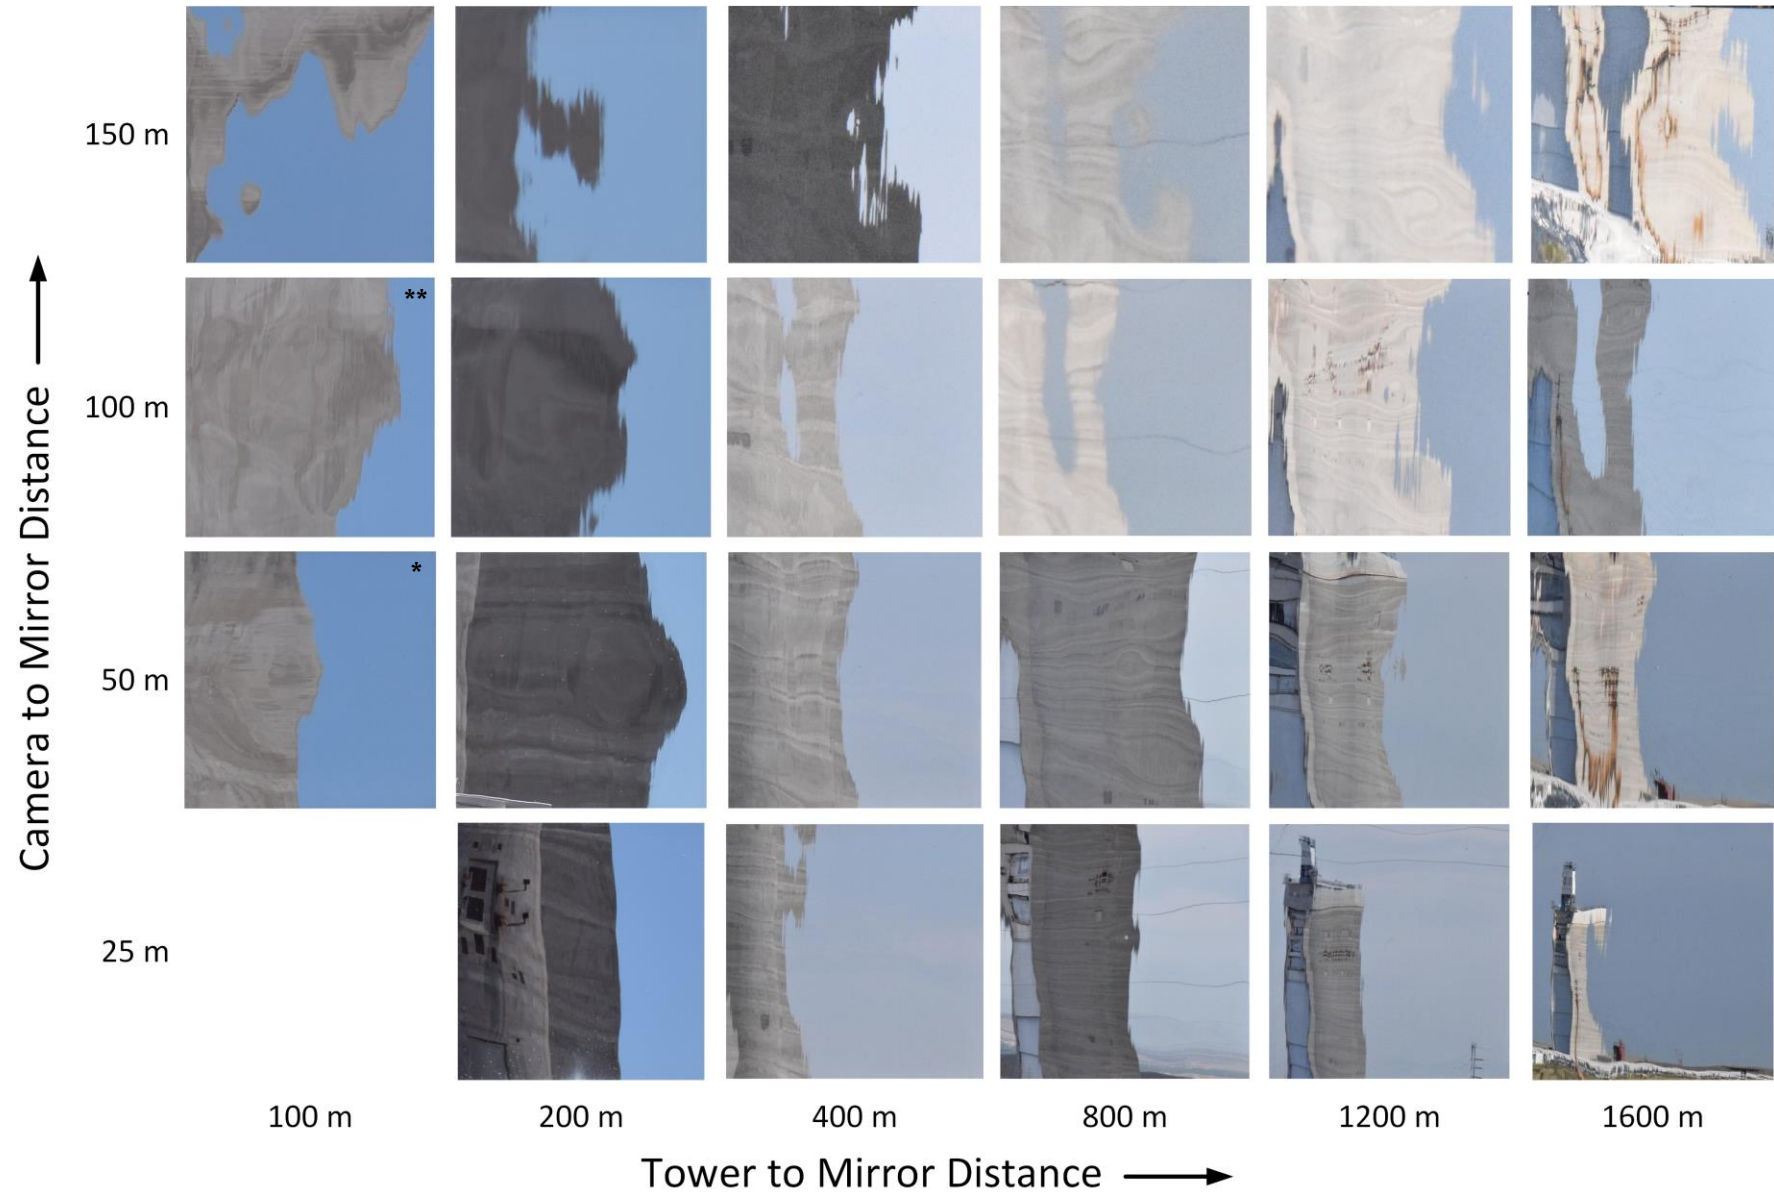 150 m
100 m
**
50 m
*
25 m
Camera to Mirror Distance
100 m
200 m
400 m
800 m
1200 m
1600 m
Tower to Mirror Distance